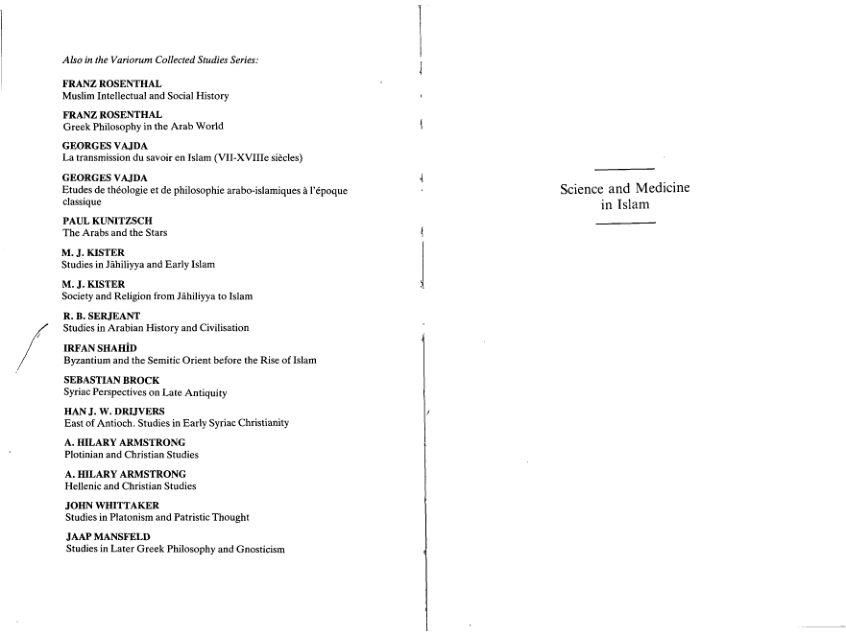 Also in the Variorum Collected Studies Series:
FRANZ ROSENTHAL
Muslim Intellectual and Social History
FRANZ ROSENTHAL
Greek Philosophy in the Arab World
GEORGES VAJDA
La transmission du savoir en Islam (VII-XVIIIe siècles)
GEORGES VAJDA
Etudes de théologie et de philosophie arabo-islamiques à l'époque
classique
PAUL KUNITZSCH
The Arabs and the Stars
M. J. KISTER
Studies in Jāhiliyya and Early Islam
M. J. KISTER
Society and Religion from Jāhiliyya to Islam
R. B. SERJEANT
Studies in Arabian History and Civilisation
IRFAN SHAHÎD
Byzantium and the Semitic Orient before the Rise of Islam
SEBASTIAN BROCK
Syriac Perspectives on Late Antiquity
HAN J. W. DRIJVERS
East of Antioch. Studies in Early Syriac Christianity
A. HILARY ARMSTRONG
Plotinian and Christian Studies
A. HILARY ARMSTRONG
Hellenic and Christian Studies
JOHN WHITTAKER
Studies in Platonism and Patristic Thought
JAAP MANSFELD
Studies in Later Greek Philosophy and Gnosticism
Science and Medicine
in Islam